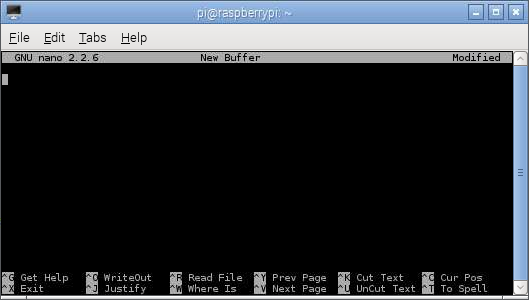 pi@raspberrypi: ~
File Edit Tabs Help
GNU nano 2.2.6 New Buffer Modified
^G Get Help ^O WriteOut ^R Read File ^Y Prev Page ^K Cut Text ^C Cur Pos
^X Exit ^J Justify ^W Where Is ^V Next Page ^U UnCut Text ^T To Spell